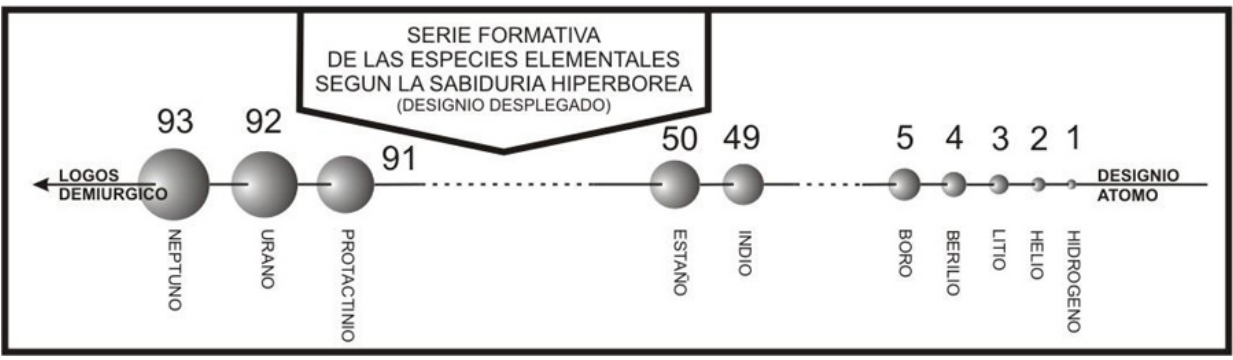 SERIE FORMATIVA
DE LAS ESPECIES ELEMENTALES
SEGUN LA SABIDURIA HIPERBOREA
(DESIGNIO DESPLEGADO)
93
92
91
50
49
5
4
3
2
1
LOGOS
DEMIURGICO
DESIGNIO
ATOMO
NEPTUNO
URANO
PROTACTINIO
ESTAÑO
INDIO
BORO
BERILIO
LITIO
HELIO
HIDROGENO